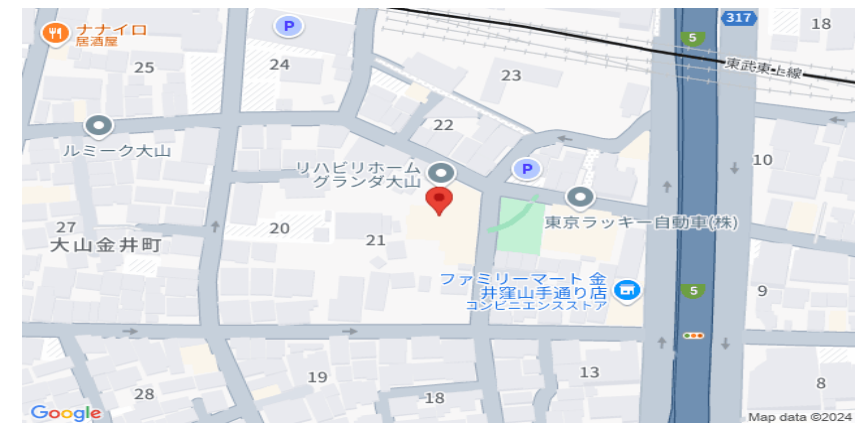 ナナイロ
居酒屋
P
317
18
5
25
24
23
東武東上線
22
ルミーク大山
リハビリホーム
グランダ大山
P
10
27
大山金井町
20
21
東京ラッキー自動車(株)
ファミリーマート 金
井窪山手通り店
コンビニエンスストア
5
9
19
13
28
18
8
Google
Map data ©2024